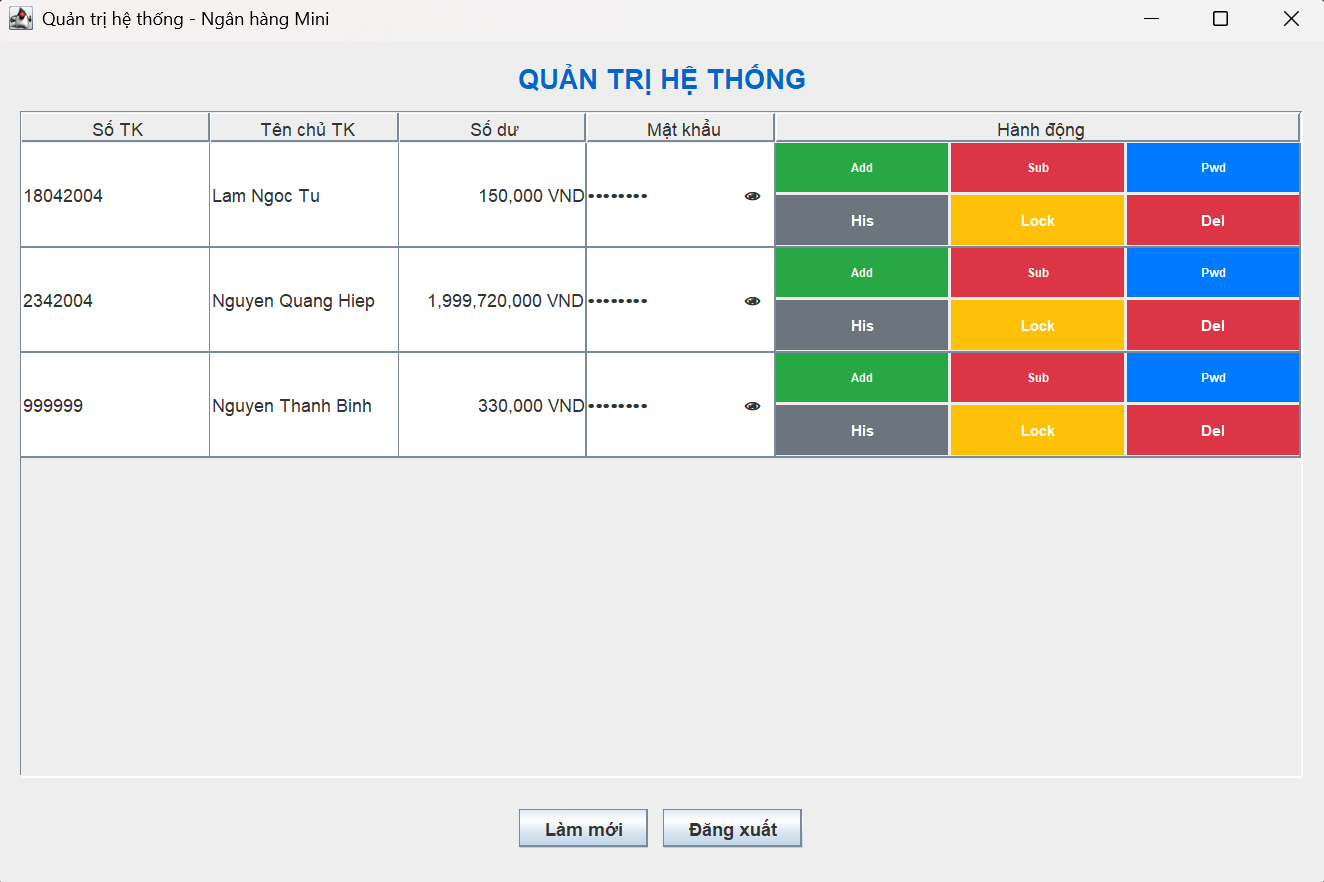 Quản trị hệ thống - Ngân hàng Mini
QUẢN TRỊ HỆ THỐNG
Số TK Tên chủ TK Số dư Mật khẩu Hành động
Add Sub Pwd
18042004 Lam Ngoc Tu 150,000 VND ••••••••
His Lock Del
Add Sub Pwd
2342004 Nguyen Quang Hiep 1,999,720,000 VND ••••••••
His Lock Del
Add Sub Pwd
999999 Nguyen Thanh Binh 330,000 VND ••••••••
His Lock Del
Làm mới Đăng xuất